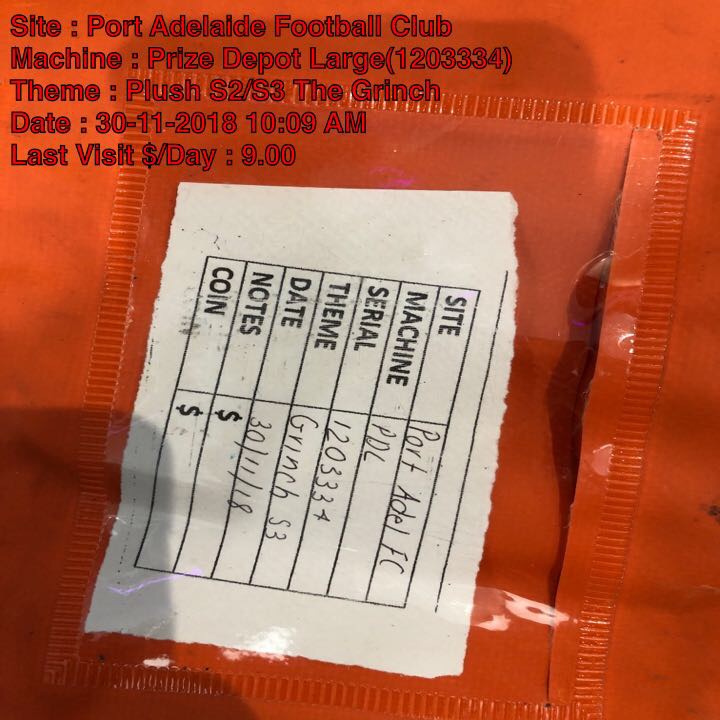 Site : Port Adelaide Football Club
Machine : Prize Depot Large(1203334)
Theme : Plush S2/S3 The Grinch
Date : 30-11-2018 10:09 AM
Last Visit $/Day : 9.00
SITE Port Adel FC
MACHINE PDL
SERIAL 1203334
THEME Grinch S3
DATE 30/11/18
NOTES $
COIN $